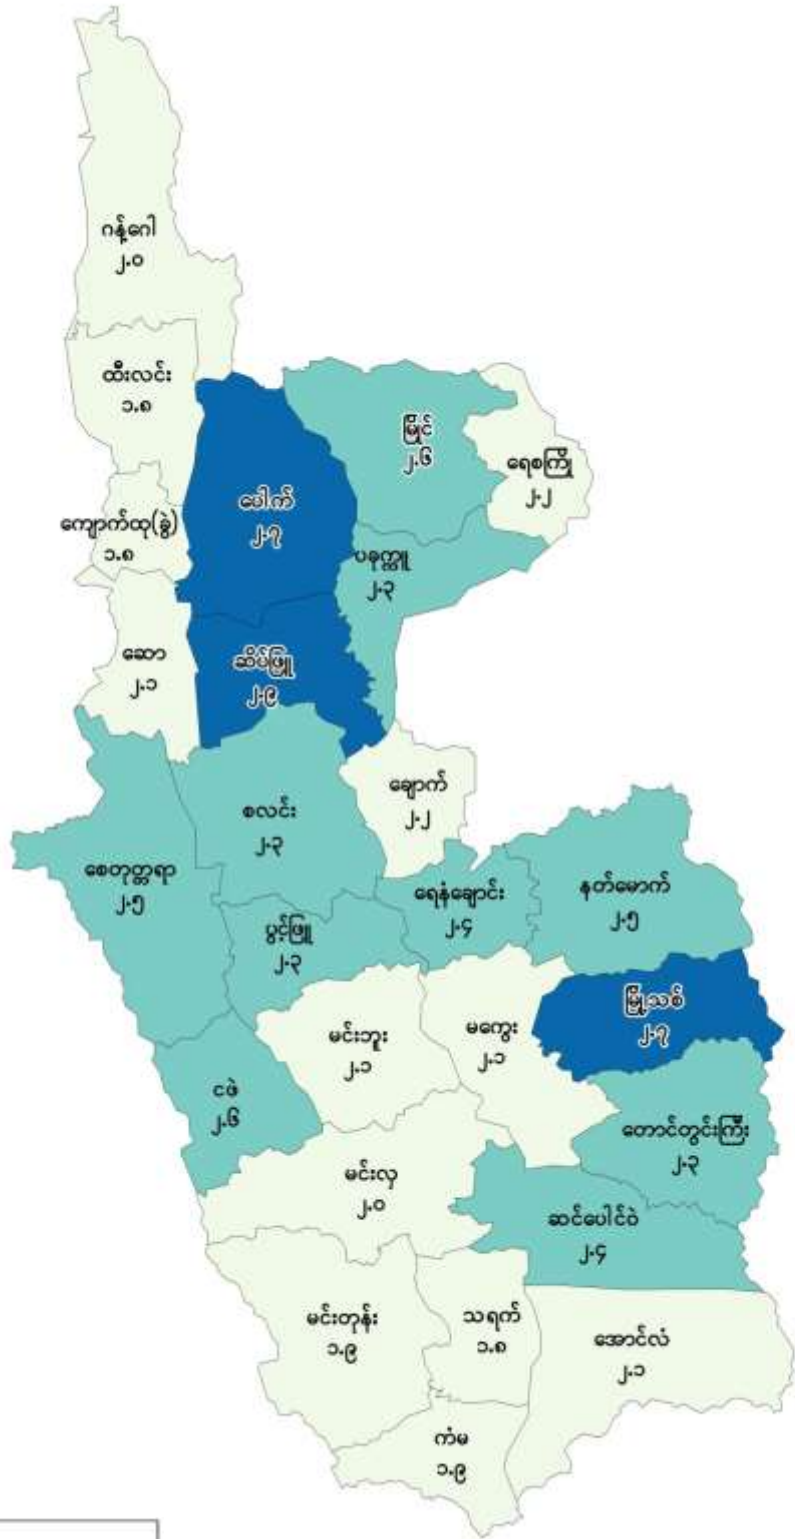 ဂန့်ဂေါ
၂.၀
ထီးလင်း
၁.၈
မြိုင်
၂.၆
ရေစကြို
၂.၂
ပေါက်
၂.၇
ကျောက်ထု(ခွဲ)
၁.၈
ပခုက္ကူ
၂.၃
ဆော
၂.၁
ဆိပ်ဖြူ
၂.၉
ချောက်
၂.၂
စလင်း
၂.၃
စေတုတ္တရာ
၂.၅
ရေနံချောင်း
၂.၄
နတ်မောက်
၂.၅
ပွင့်ဖြူ
၂.၃
မြို့သစ်
၂.၇
မင်းဘူး
၂.၁
မကွေး
၂.၁
ငဖဲ
၂.၆
တောင်တွင်းကြီး
၂.၃
မင်းလှ
၂.၀
ဆင်ပေါင်ဝဲ
၂.၄
မင်းတုန်း
၁.၉
သရက်
၁.၈
အောင်လံ
၂.၁
ကံမ
၁.၉